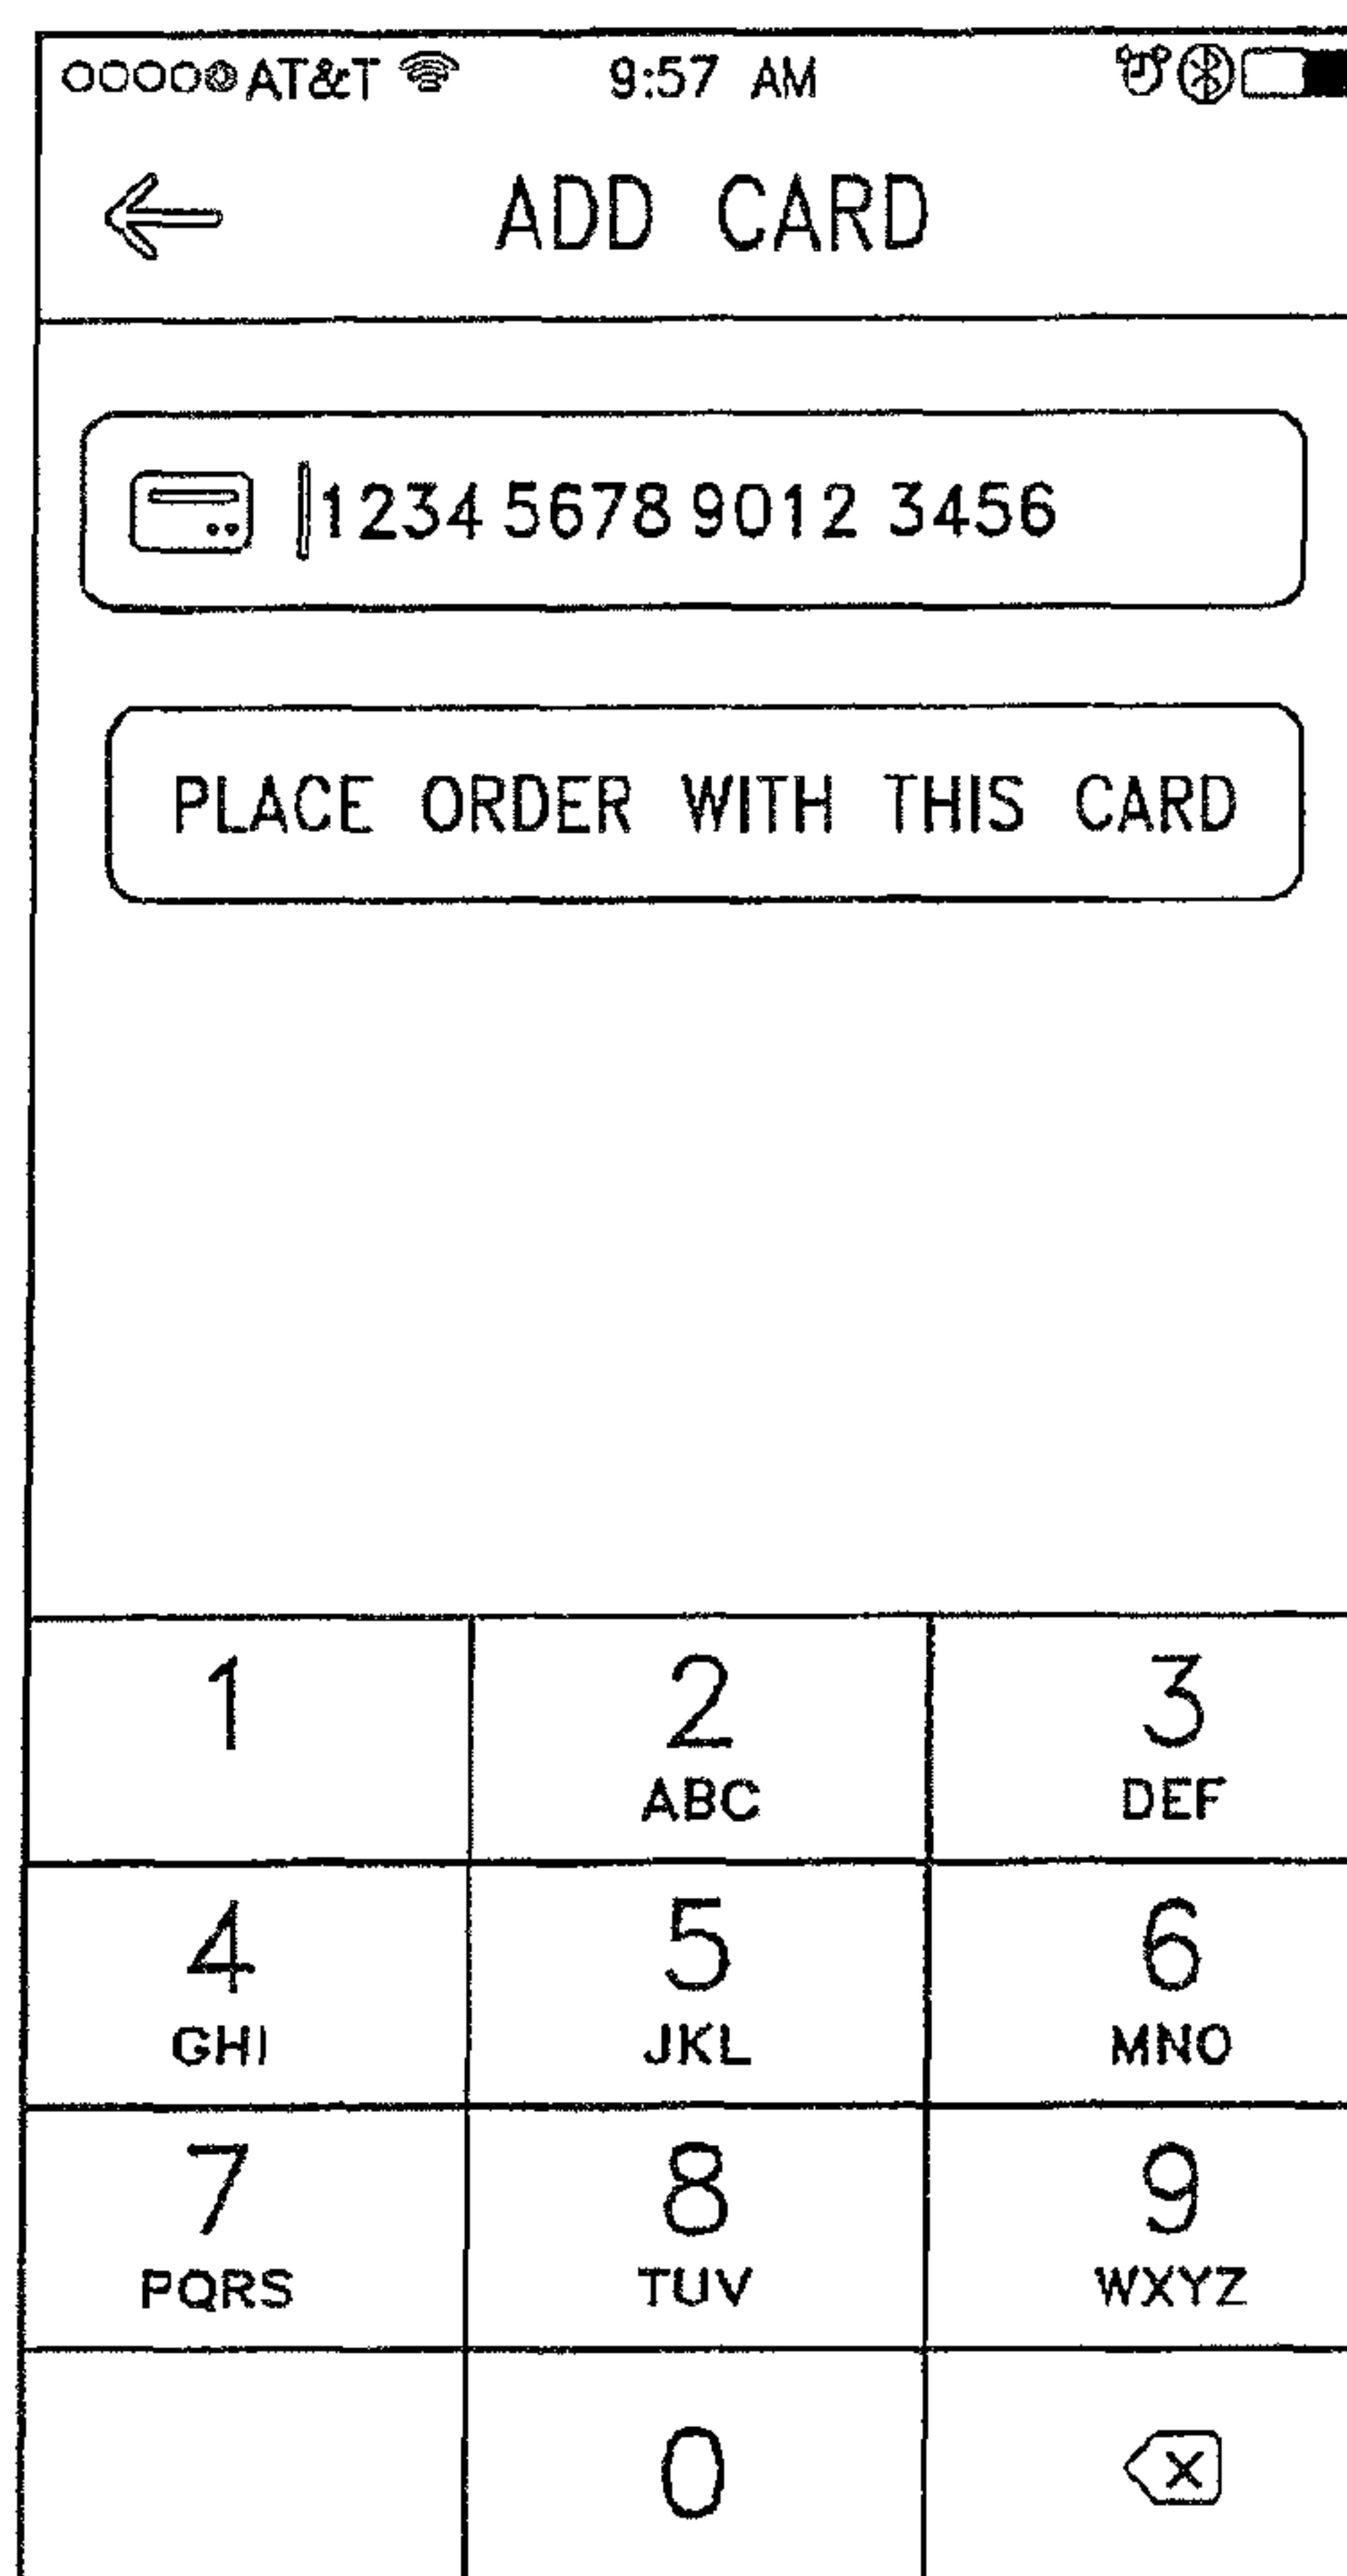 AT&T 9:57 AM
ADD CARD
1234 5678 9012 3456
PLACE ORDER WITH THIS CARD
1 2 3
ABC DEF
4 5 6
GHI JKL MNO
7 8 9
PQRS TUV WXYZ
0